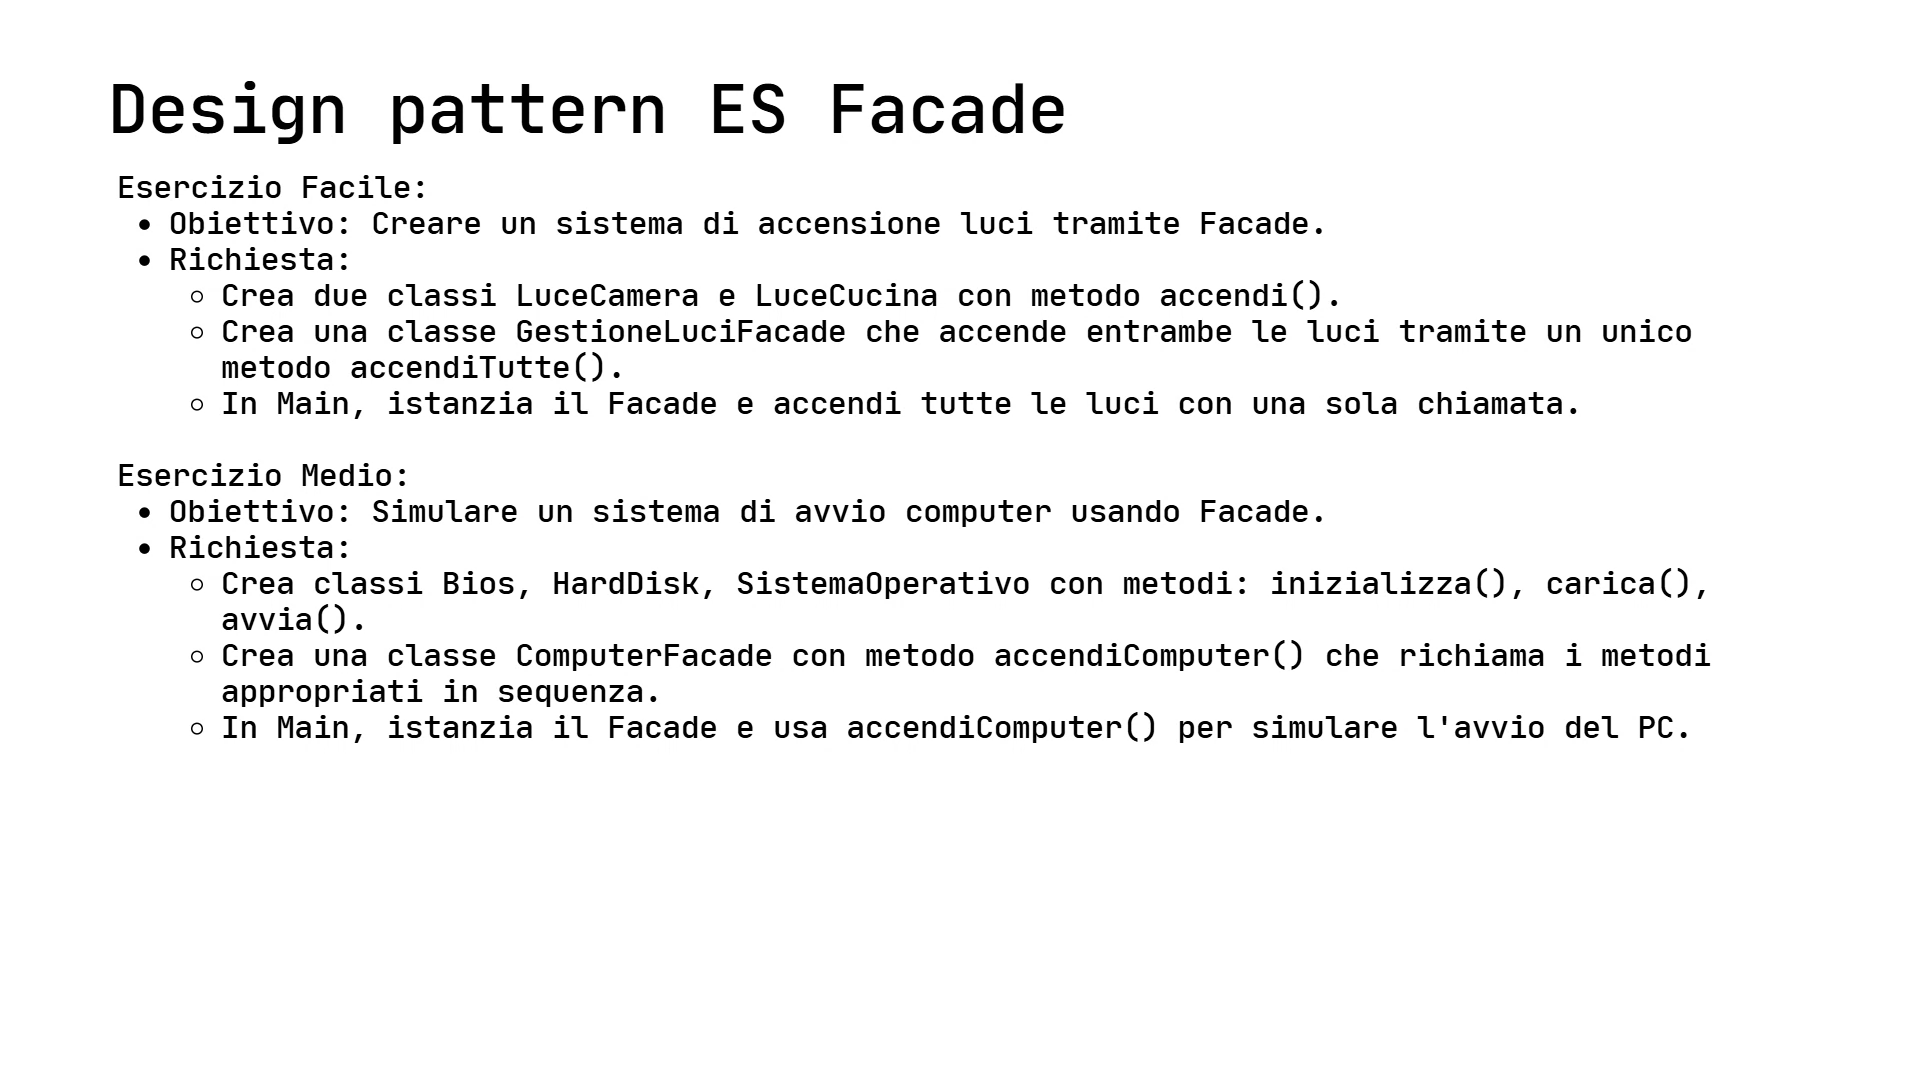 Design pattern ES Facade
Esercizio Facile:
• Obiettivo: Creare un sistema di accensione luci tramite Facade.
• Richiesta:
○ Crea due classi LuceCamera e LuceCucina con metodo accendi().
○ Crea una classe GestioneLuciFacade che accende entrambe le luci tramite un unico
metodo accendiTutte().
○ In Main, istanzia il Facade e accendi tutte le luci con una sola chiamata.
Esercizio Medio:
• Obiettivo: Simulare un sistema di avvio computer usando Facade.
• Richiesta:
○ Crea classi Bios, HardDisk, SistemaOperativo con metodi: inizializza(), carica(),
avvia().
○ Crea una classe ComputerFacade con metodo accendiComputer() che richiama i metodi
appropriati in sequenza.
○ In Main, istanzia il Facade e usa accendiComputer() per simulare l'avvio del PC.